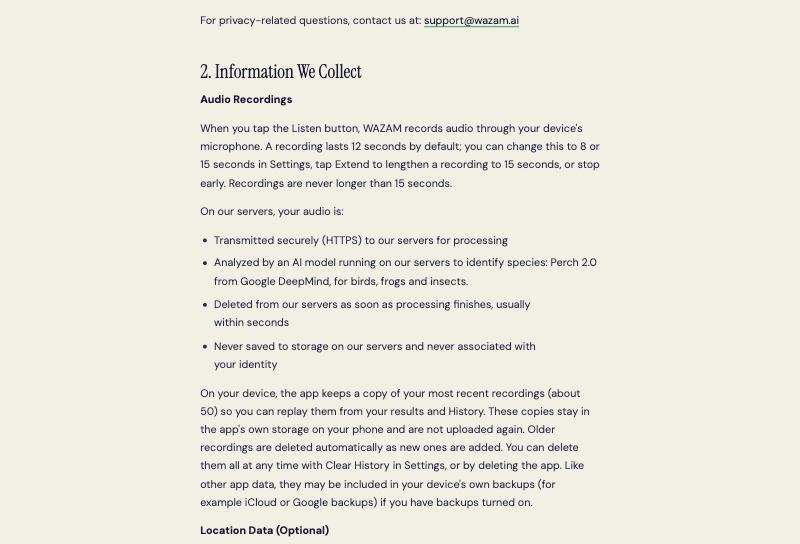 For privacy-related questions, contact us at: support@wazam.ai
2. Information We Collect
Audio Recordings
When you tap the Listen button, WAZAM records audio through your device's
microphone. A recording lasts 12 seconds by default; you can change this to 8 or
15 seconds in Settings, tap Extend to lengthen a recording to 15 seconds, or stop
early. Recordings are never longer than 15 seconds.
On our servers, your audio is:
• Transmitted securely (HTTPS) to our servers for processing
• Analyzed by an AI model running on our servers to identify species: Perch 2.0
from Google DeepMind, for birds, frogs and insects.
• Deleted from our servers as soon as processing finishes, usually
within seconds
• Never saved to storage on our servers and never associated with
your identity
On your device, the app keeps a copy of your most recent recordings (about
50) so you can replay them from your results and History. These copies stay in
the app's own storage on your phone and are not uploaded again. Older
recordings are deleted automatically as new ones are added. You can delete
them all at any time with Clear History in Settings, or by deleting the app. Like
other app data, they may be included in your device's own backups (for
example iCloud or Google backups) if you have backups turned on.
Location Data (Optional)